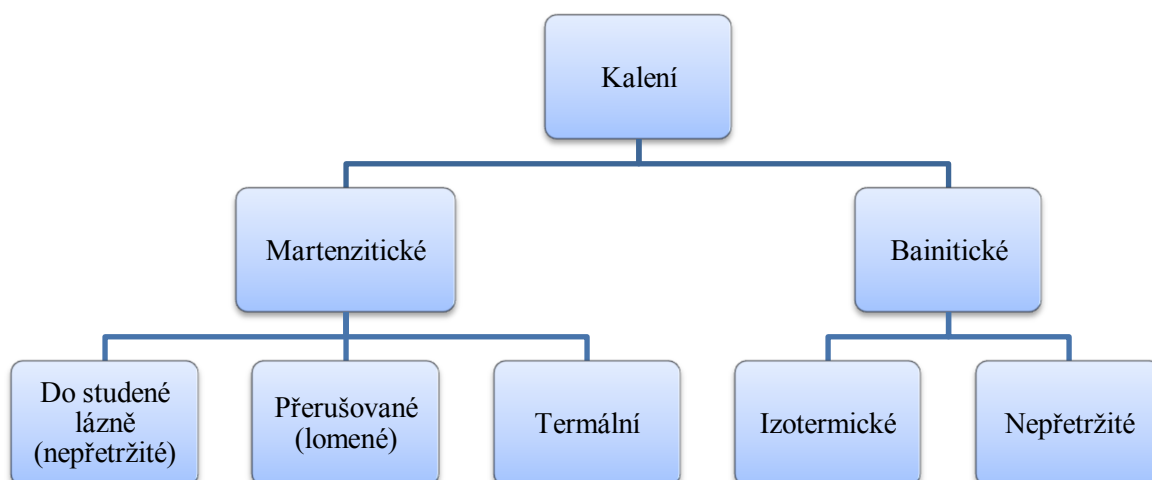 Kalení
Martenzitické
Bainitické
Do studené
lázně
(nepřetržité)
Přerušované
(lomené)
Termální
Izotermické
Nepřetržité